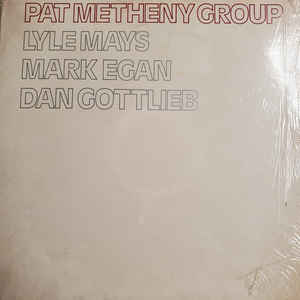 PAT METHENY GROUP
LYLE MAYS
MARK EGAN
DAN GOTTLIEB